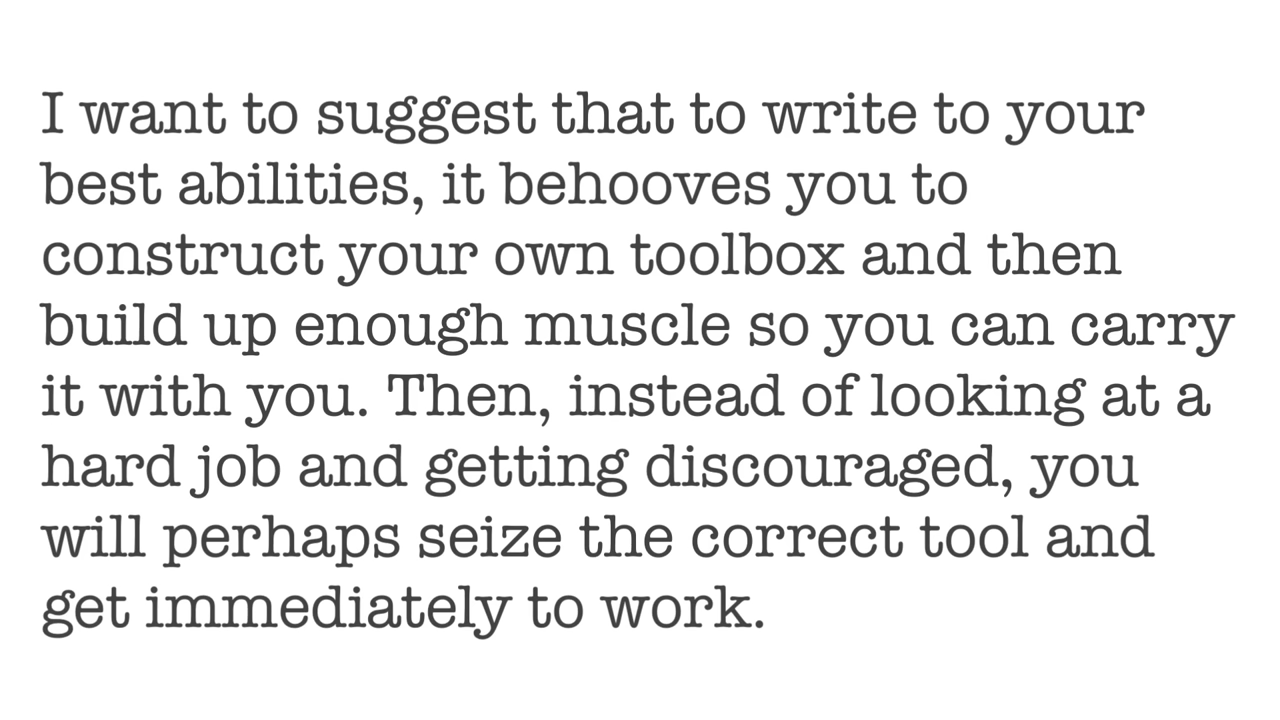 I want to suggest that to write to your
best abilities, it behooves you to
construct your own toolbox and then
build up enough muscle so you can carry
it with you. Then, instead of looking at a
hard job and getting discouraged, you
will perhaps seize the correct tool and
get immediately to work.